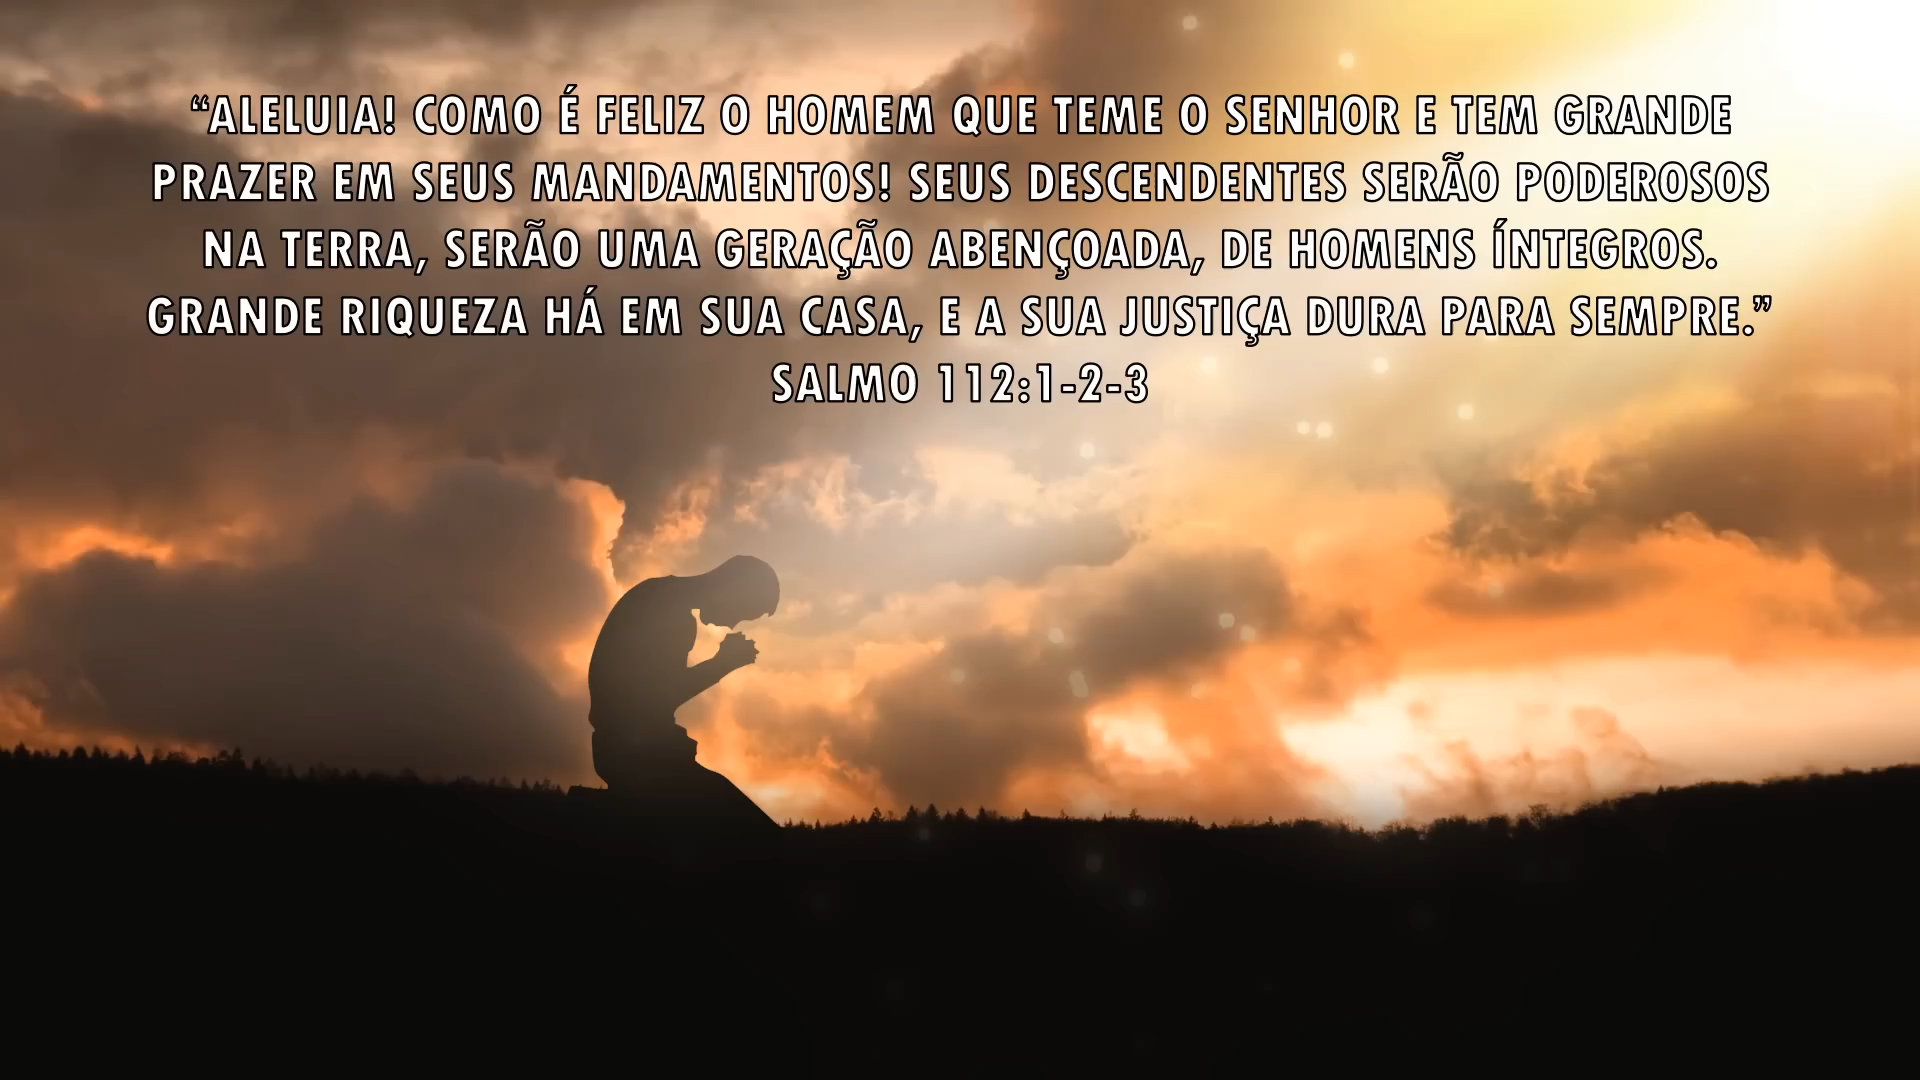 “ALELUIA! COMO É FELIZ O HOMEM QUE TEME O SENHOR E TEM GRANDE
PRAZER EM SEUS MANDAMENTOS! SEUS DESCENDENTES SERÃO PODEROSOS
NA TERRA, SERÃO UMA GERAÇÃO ABENÇOADA, DE HOMENS ÍNTEGROS.
GRANDE RIQUEZA HÁ EM SUA CASA, E A SUA JUSTIÇA DURA PARA SEMPRE.”
SALMO 112:1-2-3